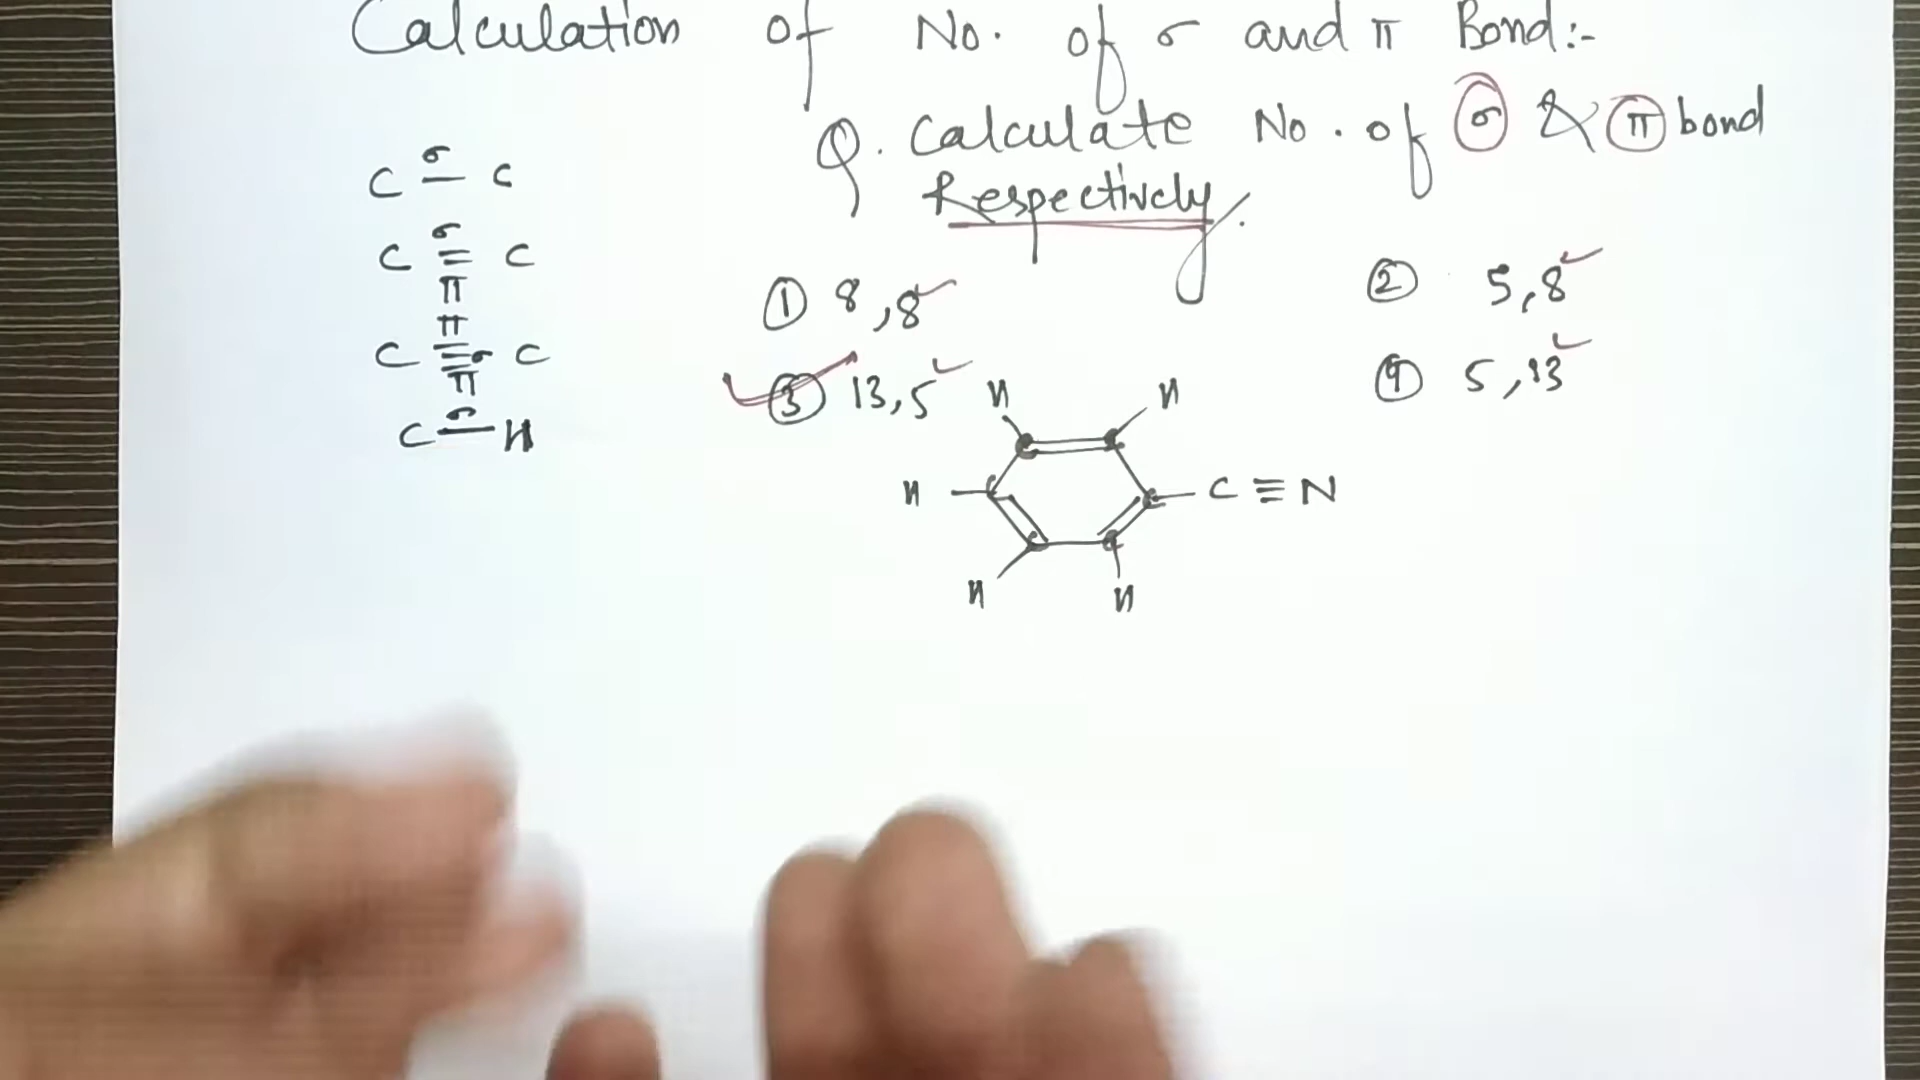 Calculation of No. of σ and π Bond:-
Q. Calculate No. of σ & π bond
Respectively.
C σ C
C σ C
π
π
C σ C
π
C σ H
① 8,8
② 5,8
③ 13,5
④ 5,13
H H
H C≡N
H H